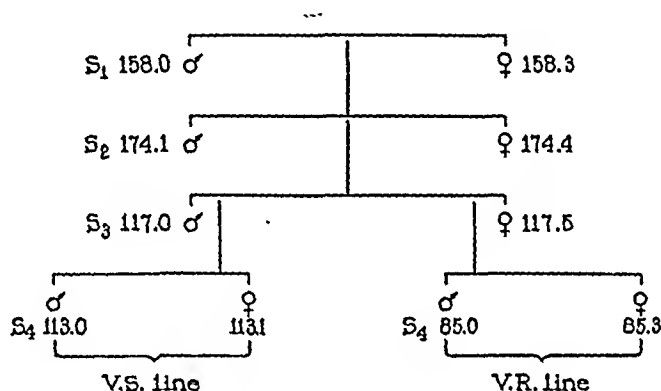 S1 158.0 ♂ ♀ 158.3
S2 174.1 ♂ ♀ 174.4
S3 117.0 ♂ ♀ 117.5
♂ ♀ ♂ ♀
S4 113.0 113.1 S4 85.0 85.3
V.S. line V.R. line